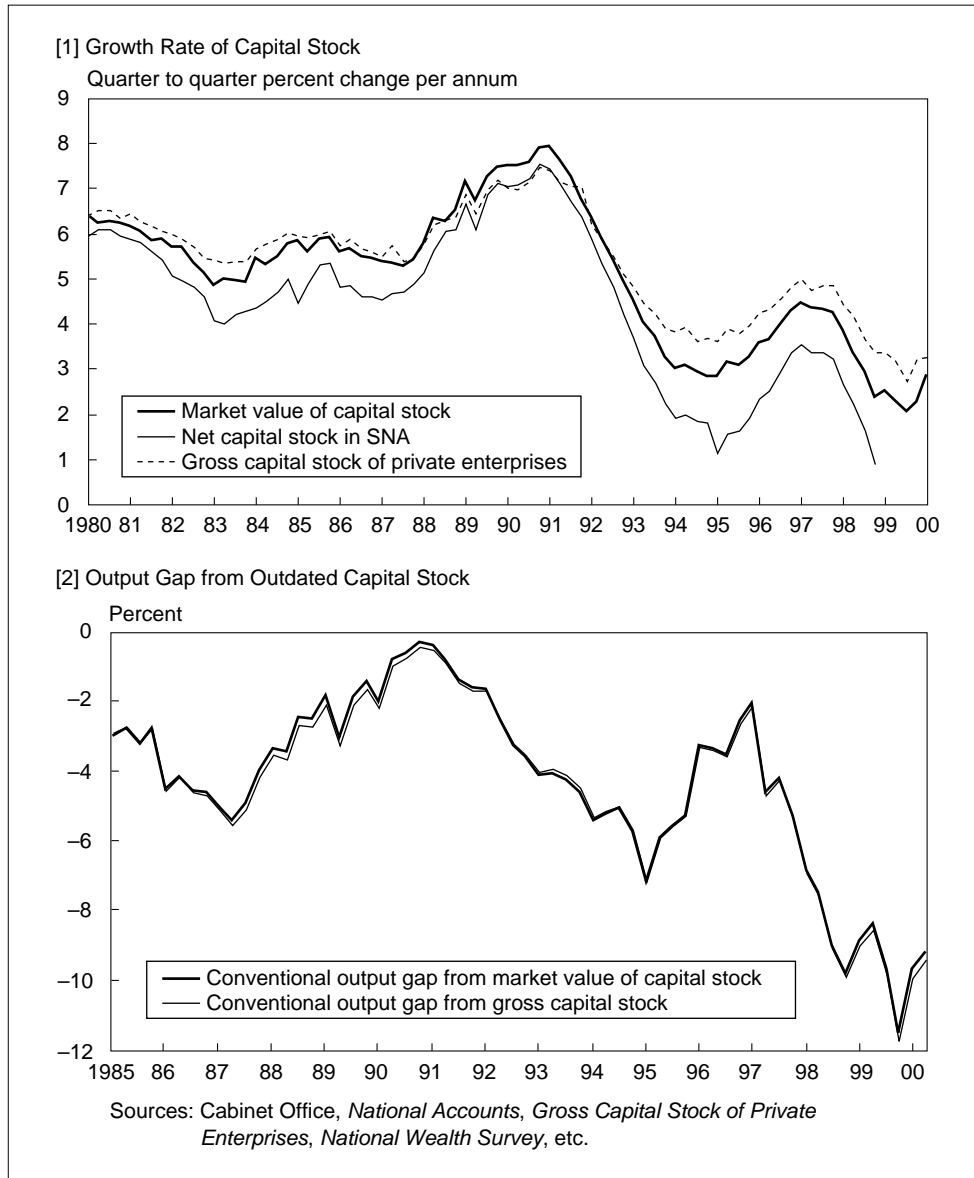 [1] Growth Rate of Capital Stock
Quarter to quarter percent change per annum
9
8
7
6
5
4
3
2
1
0
Market value of capital stock
Net capital stock in SNA
Gross capital stock of private enterprises
1980 81 82 83 84 85 86 87 88 89 90 91 92 93 94 95 96 97 98 99 00
[2] Output Gap from Outdated Capital Stock
Percent
0
–2
–4
–6
–8
–10
–12
Conventional output gap from market value of capital stock
Conventional output gap from gross capital stock
1985 86 87 88 89 90 91 92 93 94 95 96 97 98 99 00
Sources: Cabinet Office, National Accounts, Gross Capital Stock of Private
Enterprises, National Wealth Survey, etc.